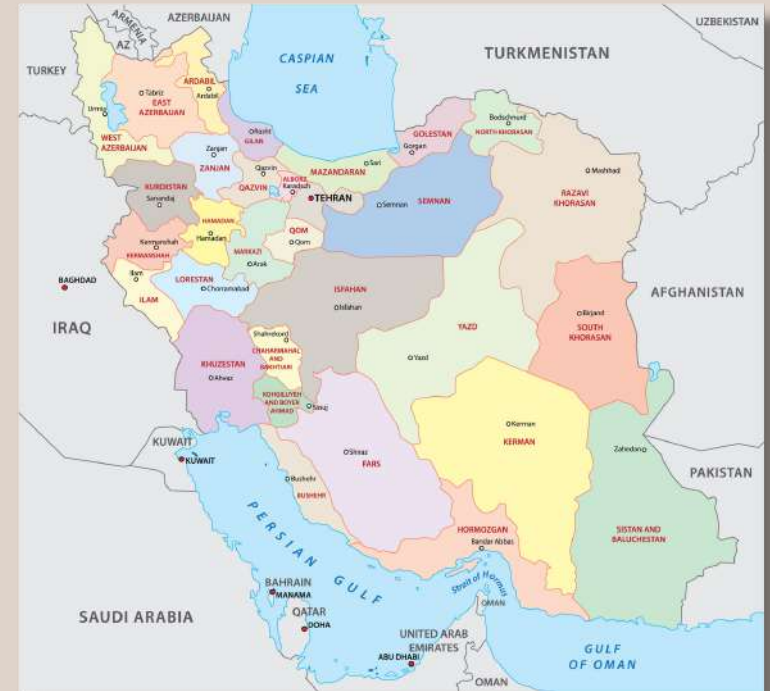 AZERBAIJAN
ARMENIA
AZ
UZBEKISTAN
TURKEY
CASPIAN
SEA
TURKMENISTAN
ARDABIL
Ardabil
Tabriz
EAST
AZERBAIJAN
Urmia
WEST
AZERBAIJAN
Rasht
GILAN
Zanjan
ZANJAN
Qazvin
QAZVIN
ALBORZ
Karadsch
TEHRAN
MAZANDARAN
Sari
GOLESTAN
Gorgan
Bodschnurd
NORTH KHORASAN
Mashhad
RAZAVI
KHORASAN
Semnan
SEMNAN
KURDISTAN
Sanandaj
HAMADAN
Hamadan
QOM
Qom
MARKAZI
Arak
Kermanshah
KERMANSHAH
Ilam
ILAM
LORESTAN
Chorramabad
BAGHDAD
IRAQ
ISFAHAN
Isfahan
YAZD
Yazd
Birjand
SOUTH
KHORASAN
AFGHANISTAN
Shahrekord
CHAHARMAHAL
AND
BAKHTIARI
KHUZESTAN
Ahvaz
KOHGILUYEH
AND BOYER
AHMAD
Yasuj
KUWAIT
KUWAIT
Shiraz
FARS
Kerman
KERMAN
Zahedan
PAKISTAN
Bushehr
BUSHEHR
SISTAN AND
BALUCHESTAN
HORMOZGAN
Bandar Abbas
PERSIAN GULF
Strait of Hormus
BAHRAIN
MANAMA
QATAR
DOHA
SAUDI ARABIA
OMAN
UNITED ARAB
EMIRATES
ABU DHABI
GULF
OF OMAN
OMAN